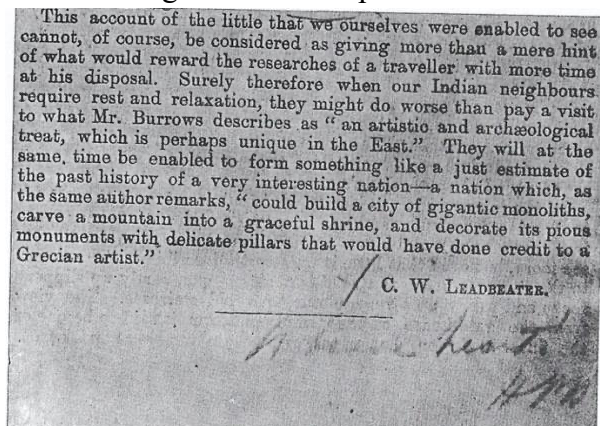 This account of the little that we ourselves were enabled to see
cannot, of course, be considered as giving more than a mere hint
of what would reward the researches of a traveller with more time
at his disposal. Surely therefore when our Indian neighbours
require rest and relaxation, they might do worse than pay a visit
to what Mr. Burrows describes as “ an artistic and archæological
treat, which is perhaps unique in the East.” They will at the
same. time be enabled to form something like a just estimate of
the past history of a very interesting nation—a nation which, as
the same author remarks, “ could build a city of gigantic monoliths,
carve a mountain into a graceful shrine, and decorate its pious
monuments with delicate pillars that would have done credit to a
Grecian artist.”
C. W. LEADBEATER.
heart